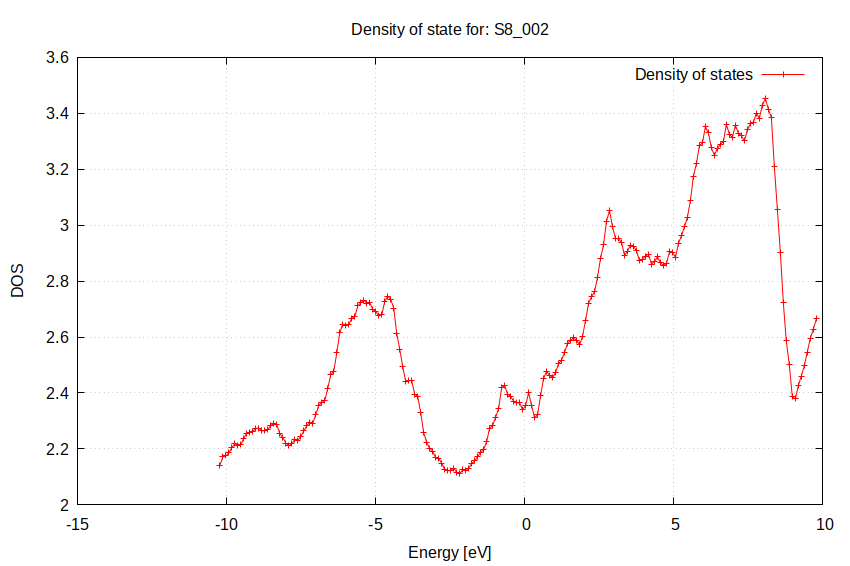 Density of state for: S8_002
Density of states
3.6
3.4
3.2
3
2.8
2.6
2.4
2.2
2
DOS
-15 -10 -5 0 5 10
Energy [eV]